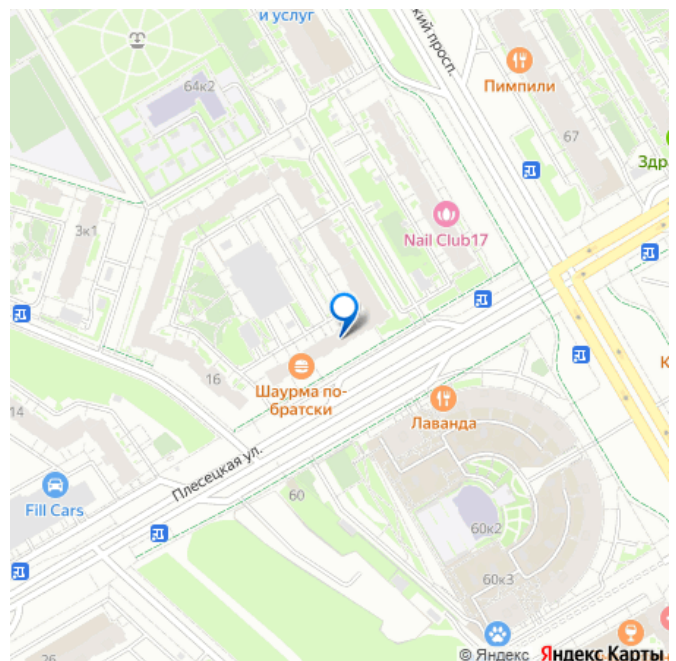 и услуг
кий просп.
64к2
Пимпили
67
Здра
3к1
Nail Club17
16
Шаурма по-
братски
К
14
Лаванда
Плесецкая ул.
Fill Cars
60
60к2
60к3
26
© Яндекс Яндекс Карты